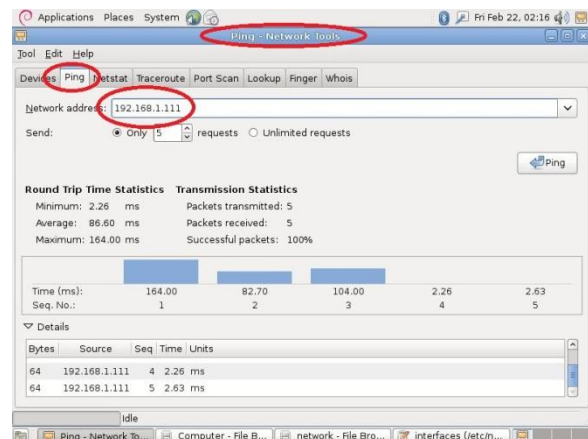 Applications Places System Fri Feb 22, 02:16
Ping - Network Tools
Tool Edit Help
Devices Ping Netstat Traceroute Port Scan Lookup Finger Whois
Network address: 192.168.1.111
Send: Only 5 requests Unlimited requests
Ping
Round Trip Time Statistics Transmission Statistics
Minimum: 2.26 ms Packets transmitted: 5
Average: 86.60 ms Packets received: 5
Maximum: 164.00 ms Successful packets: 100%
Time (ms): 164.00 82.70 104.00 2.26 2.63
Seq. No.: 1 2 3 4 5
Details
Bytes Source Seq Time Units
64 192.168.1.111 4 2.26 ms
64 192.168.1.111 5 2.63 ms
Idle
Ping - Network To... Computer - File B... network - File Bro... interfaces (/etc/n...